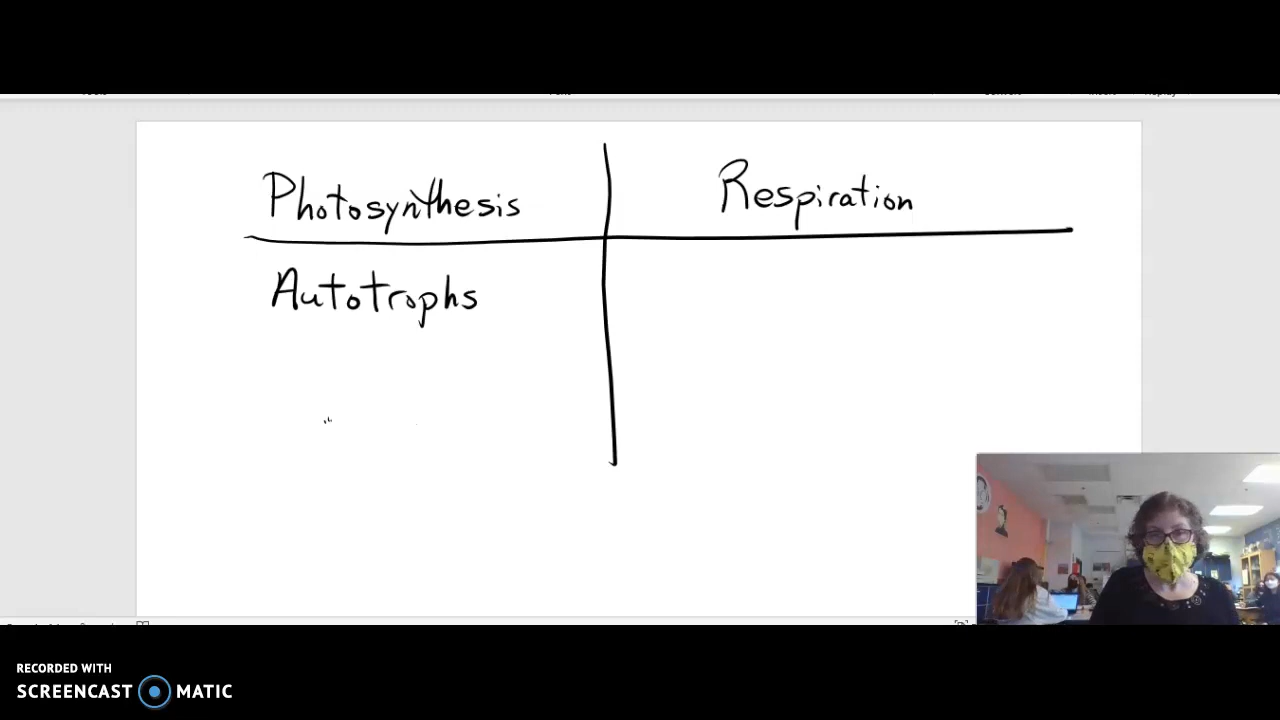 Photosynthesis
Respiration
Autotrophs
RECORDED WITH
SCREENCAST MATIC